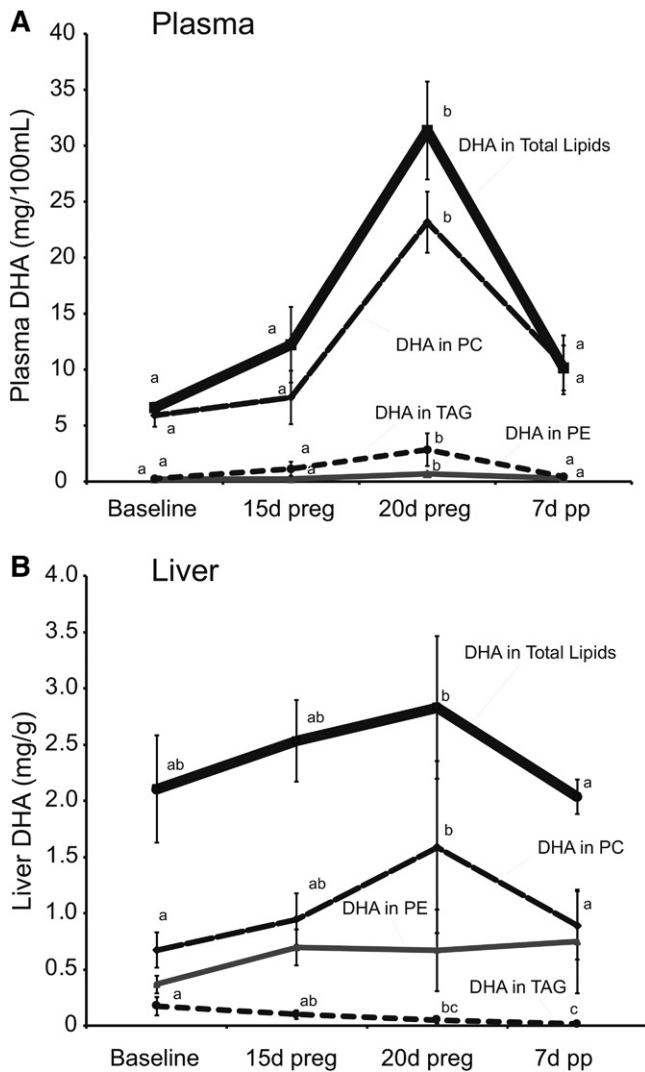 A Plasma
Plasma DHA (mg/100mL)
40
35
30
25
20
15
10
5
0
b
DHA in Total Lipids
b
a
a
DHA in PC
a
a
a
a
DHA in TAG
a
b
DHA in PE
a a
a
a
b
a
a
Baseline 15d preg 20d preg 7d pp
B Liver
Liver DHA (mg/g)
4.0
3.5
3.0
2.5
2.0
1.5
1.0
0.5
0
DHA in Total Lipids
b
ab
ab
a
b
DHA in PC
ab
a
DHA in PE
a
DHA in TAG
a
ab
bc
c
Baseline 15d preg 20d preg 7d pp